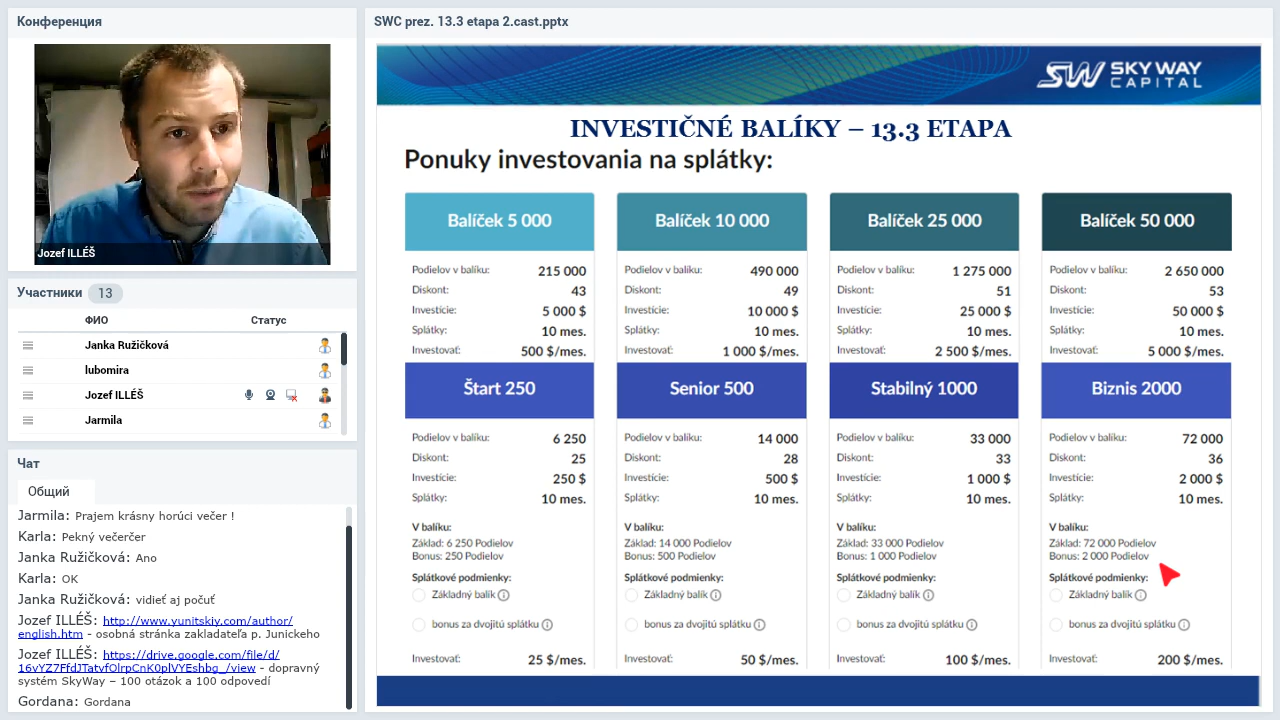 Конференция
Jozef ILLÉŠ
Участники 13
ФИО Статус
Janka Ružičková
lubomira
Jozef ILLÉŠ
Jarmila
Чат
Общий
Jarmila: Prajem krásny horúci večer !
Karla: Pekný večerčer
Janka Ružičková: Ano
Karla: OK
Janka Ružičková: vidieť aj počuť
Jozef ILLÉŠ: http://www.yunitskiy.com/author/
english.htm - osobná stránka zakladateľa p. Junickeho
Jozef ILLÉŠ: https://drive.google.com/file/d/
16vYZ7FfdJTatvfOlrpCnK0plVYEshbg_/view - dopravný
systém SkyWay – 100 otázok a 100 odpovedí
Gordana: Gordana
SWC prez. 13.3 etapa 2.cast.pptx
SW SKY WAY
CAPITAL
INVESTIČNÉ BALÍKY – 13.3 ETAPA
Ponuky investovania na splátky:
Balíček 5 000
Podielov v balíku: 215 000
Diskont: 43
Investície: 5 000 $
Splátky: 10 mes.
Investovať: 500 $/mes.
Balíček 10 000
Podielov v balíku: 490 000
Diskont: 49
Investície: 10 000 $
Splátky: 10 mes.
Investovať: 1 000 $/mes.
Balíček 25 000
Podielov v balíku: 1 275 000
Diskont: 51
Investície: 25 000 $
Splátky: 10 mes.
Investovať: 2 500 $/mes.
Balíček 50 000
Podielov v balíku: 2 650 000
Diskont: 53
Investície: 50 000 $
Splátky: 10 mes.
Investovať: 5 000 $/mes.
Štart 250
Podielov v balíku: 6 250
Diskont: 25
Investície: 250 $
Splátky: 10 mes.
V balíku:
Základ: 6 250 Podielov
Bonus: 250 Podielov
Splátkové podmienky:
Základný balík
bonus za dvojitú splátku
Investovať: 25 $/mes.
Senior 500
Podielov v balíku: 14 000
Diskont: 28
Investície: 500 $
Splátky: 10 mes.
V balíku:
Základ: 14 000 Podielov
Bonus: 500 Podielov
Splátkové podmienky:
Základný balík
bonus za dvojitú splátku
Investovať: 50 $/mes.
Stabilný 1000
Podielov v balíku: 33 000
Diskont: 33
Investície: 1 000 $
Splátky: 10 mes.
V balíku:
Základ: 33 000 Podielov
Bonus: 1 000 Podielov
Splátkové podmienky:
Základný balík
bonus za dvojitú splátku
Investovať: 100 $/mes.
Biznis 2000
Podielov v balíku: 72 000
Diskont: 36
Investície: 2 000 $
Splátky: 10 mes.
V balíku:
Základ: 72 000 Podielov
Bonus: 2 000 Podielov
Splátkové podmienky:
Základný balík
bonus za dvojitú splátku
Investovať: 200 $/mes.